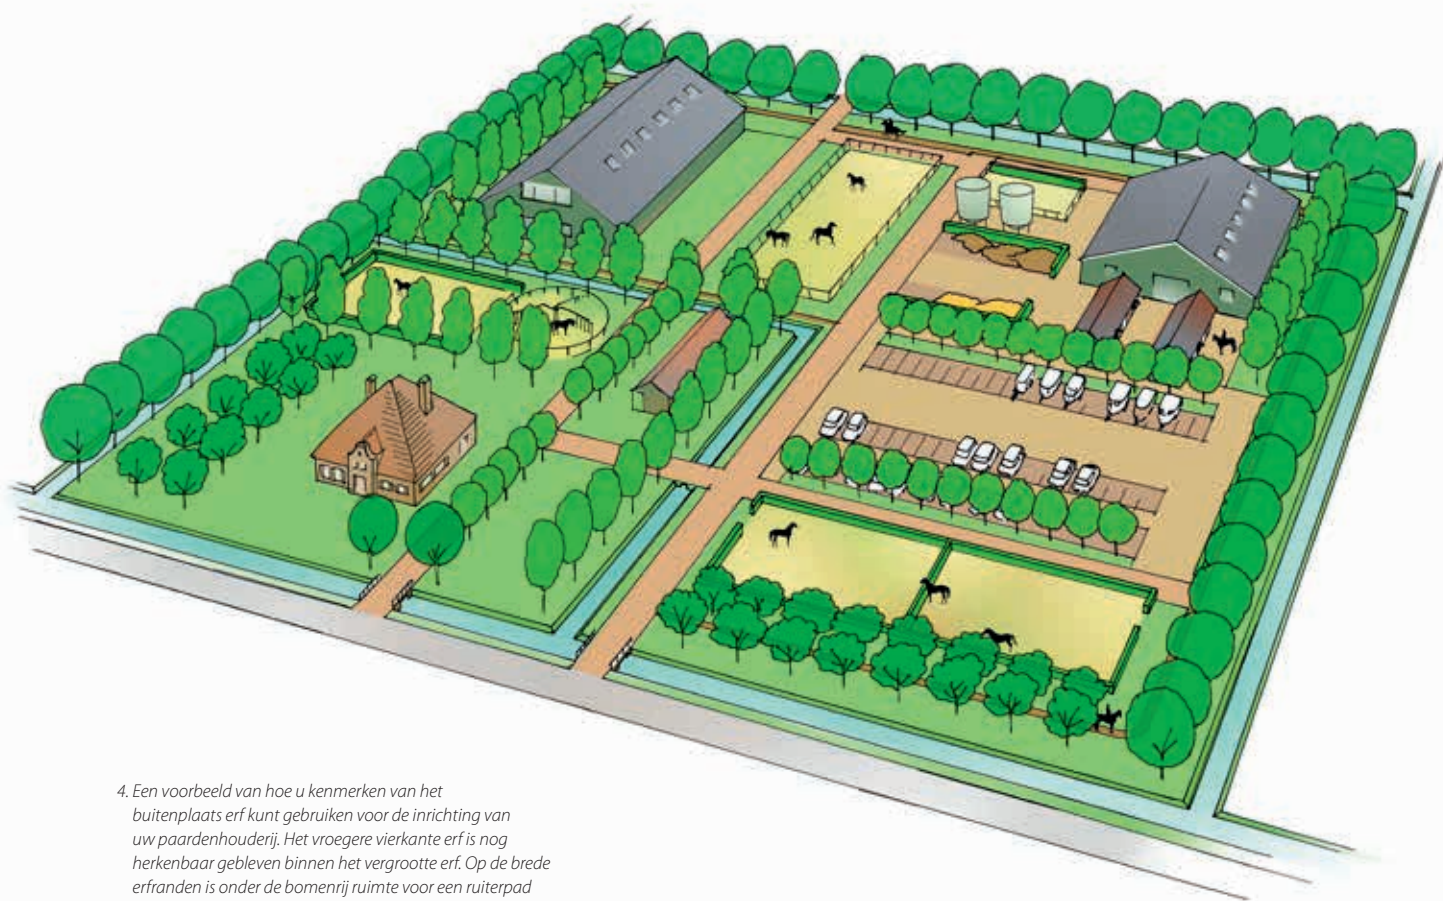 4. Een voorbeeld van hoe u kenmerken van het
buitenplaats erf kunt gebruiken voor de inrichting van
uw paardenhouderij. Het vroegere vierkante erf is nog
herkenbaar gebleven binnen het vergrootte erf. Op de brede
erfranden is onder de bomenrij ruimte voor een ruiterpad